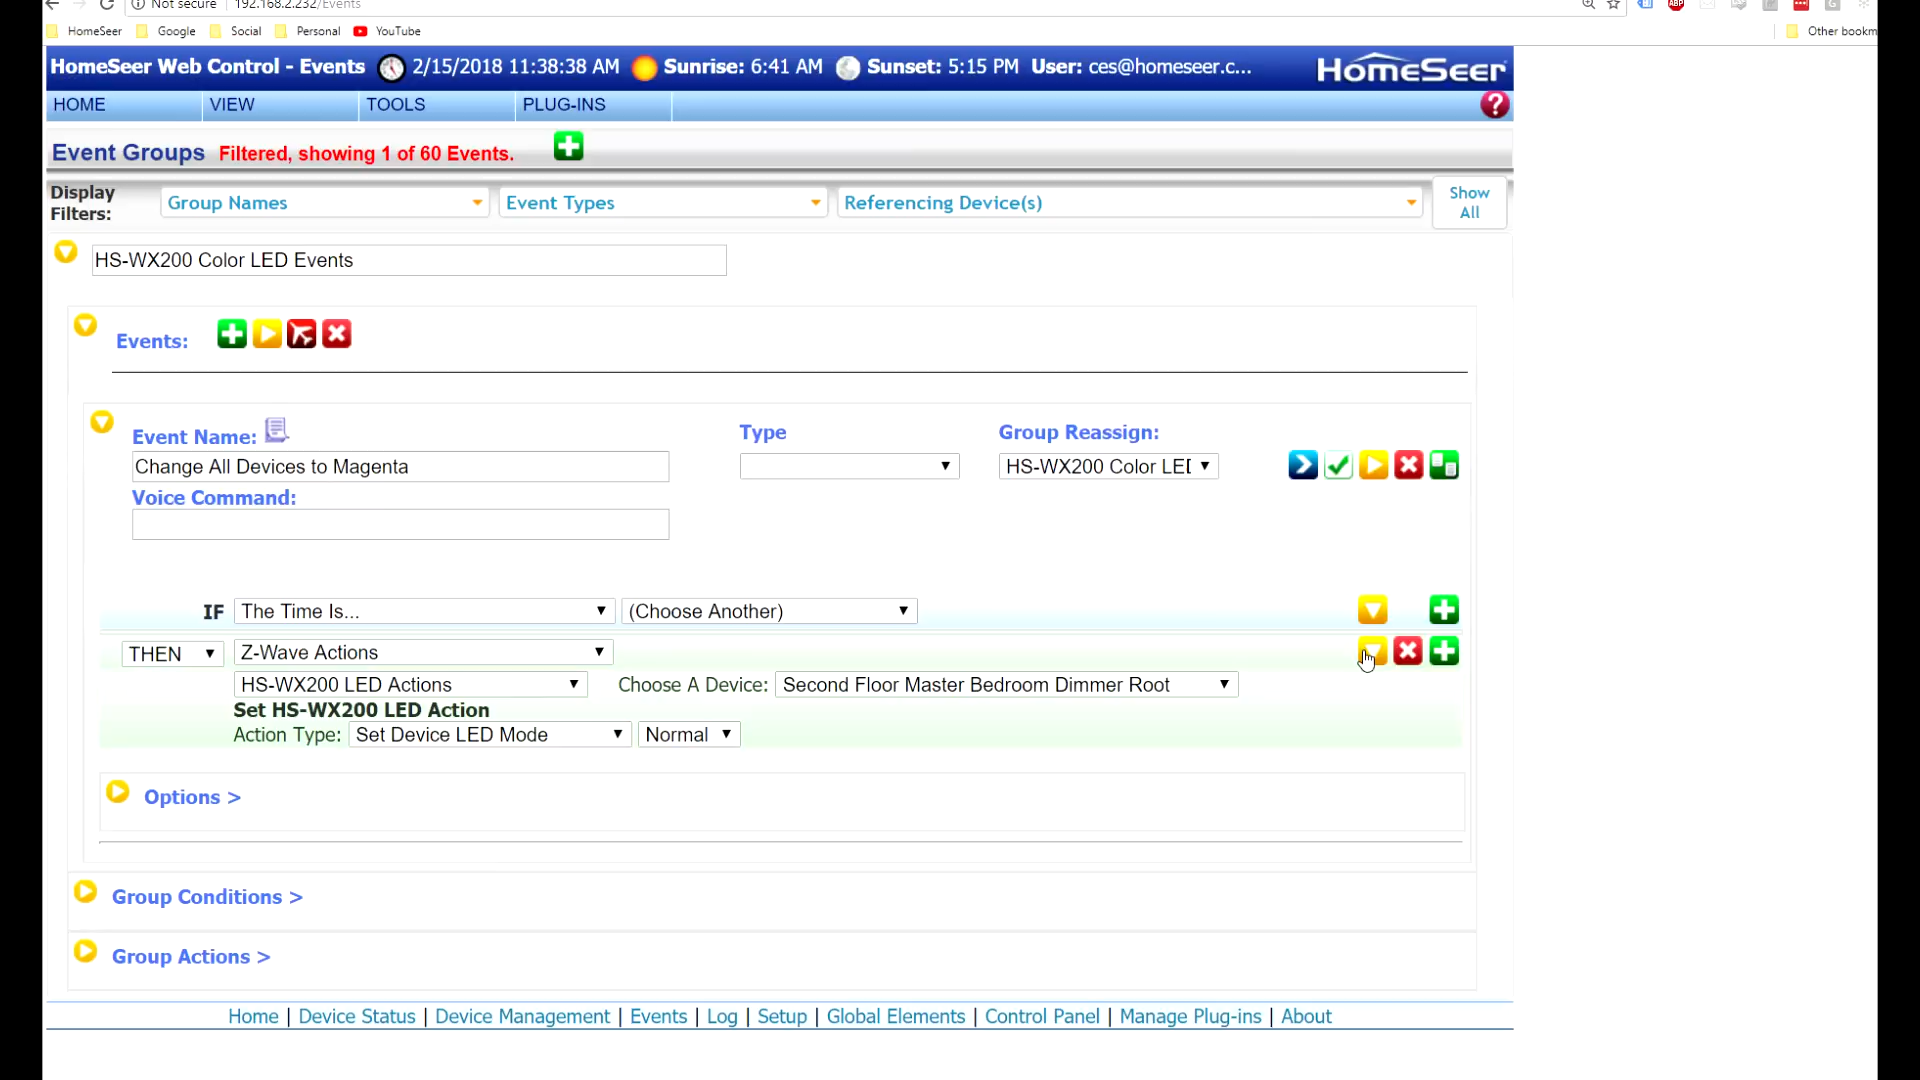 Not secure | 192.168.2.232/Events
HomeSeer Google Social Personal YouTube Other bookm
HomeSeer Web Control - Events 2/15/2018 11:38:38 AM Sunrise: 6:41 AM Sunset: 5:15 PM User: ces@homeseer.c... HomeSeer
HOME VIEW TOOLS PLUG-INS ?
Event Groups Filtered, showing 1 of 60 Events.
Display Filters: Group Names Event Types Referencing Device(s) Show All
HS-WX200 Color LED Events
Events:
Event Name: Type Group Reassign:
Change All Devices to Magenta HS-WX200 Color LE
Voice Command:
IF The Time Is... (Choose Another)
THEN Z-Wave Actions
HS-WX200 LED Actions Choose A Device: Second Floor Master Bedroom Dimmer Root
Set HS-WX200 LED Action
Action Type: Set Device LED Mode Normal
Options >
Group Conditions >
Group Actions >
Home | Device Status | Device Management | Events | Log | Setup | Global Elements | Control Panel | Manage Plug-ins | About